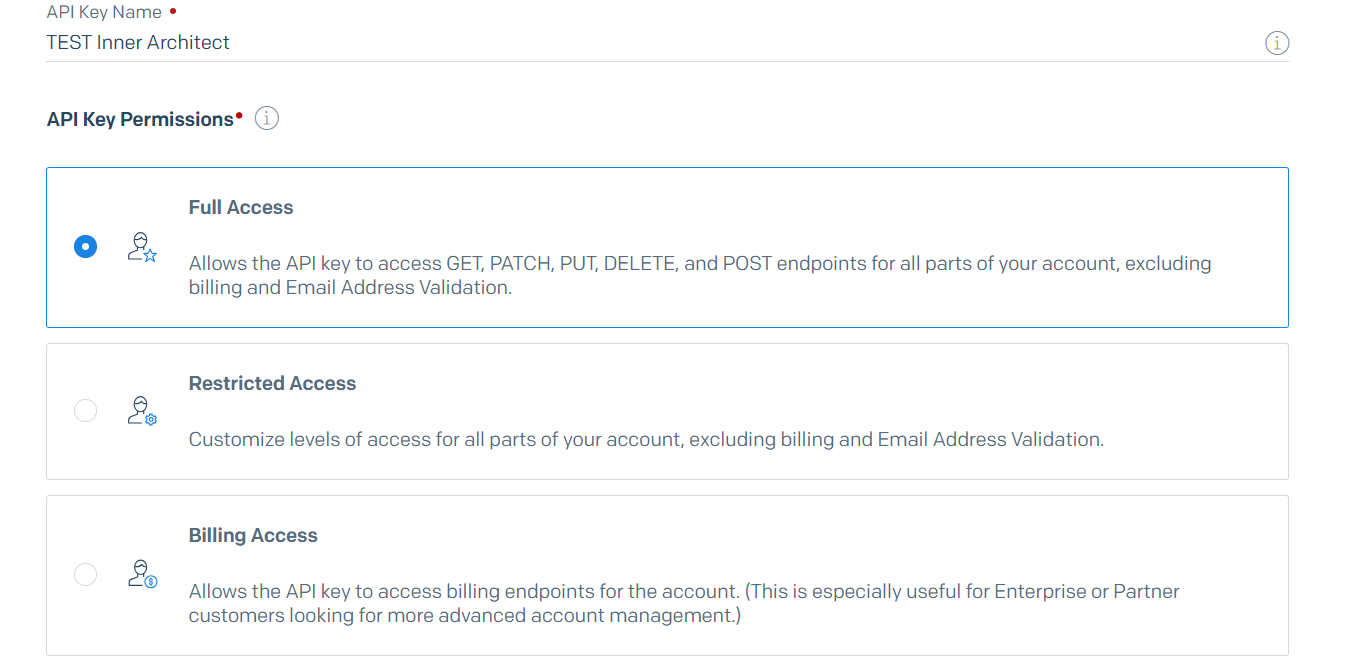 API Key Name •
TEST Inner Architect
API Key Permissions•
Full Access
Allows the API key to access GET, PATCH, PUT, DELETE, and POST endpoints for all parts of your account, excluding
billing and Email Address Validation.
Restricted Access
Customize levels of access for all parts of your account, excluding billing and Email Address Validation.
Billing Access
Allows the API key to access billing endpoints for the account. (This is especially useful for Enterprise or Partner
customers looking for more advanced account management.)